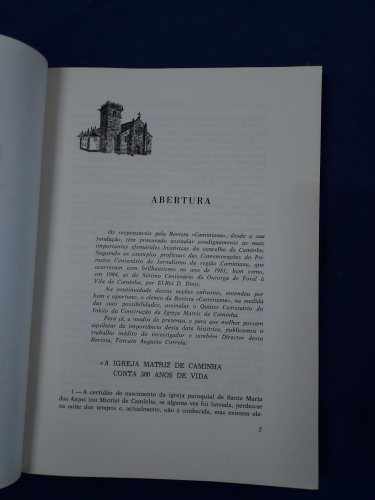 ABERTURA
Os responsáveis pela Revista «Caminiana», desde a sua
fundação, têm procurado assinalar condignamente as mais
importantes efemérides históricas do concelho de Caminha.
Seguindo os exemplos profícuos das Comemorações do Pri-
meiro Centenário de Jornalismo da região Caminiana, que
ocorreram com brilhantismo no ano de 1981; bem como,
em 1984, as do Sétimo Centenário da Outorga de Foral à
Vila de Caminha, por El-Rei D. Dinis.
Na continuidade destas acções culturais, entendeu por
bem e oportuno, o elenco da Revista «Caminiana», na medida
das suas possibilidades, assinalar o Quinto Centenário do
Início da Construção da Igreja Matriz de Caminha.
Para já, a modos de presença, e para que melhor possam
aquilatar da importância desta data histórica, publicamos o
trabalho inédito do investigador e também Director desta
Revista, Torcato Augusto Correia:
«A IGREJA MATRIZ DE CAMINHA
CONTA 500 ANOS DE VIDA
1 — A certidão de nascimento da igreja paroquial de Santa Maria
dos Anjos (ou Matriz) de Caminha, se alguma vez foi lavrada, perdeu-se
na noite dos tempos e, actualmente, não é conhecida, mas existem ele-
5